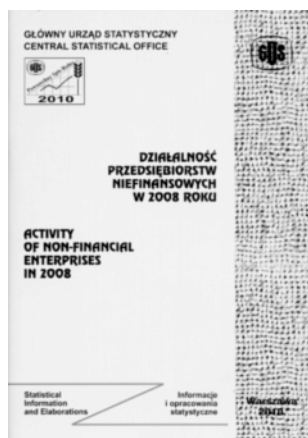 GŁÓWNY URZĄD STATYSTYCZNY
CENTRAL STATISTICAL OFFICE
GUS
2010
DZIAŁALNOŚĆ
PRZEDSIĘBIORSTW
NIEFINANSOWYCH
W 2008 ROKU
ACTIVITY
OF NON-FINANCIAL
ENTERPRISES
IN 2008
Statistical
Information
and Elaborations
Informacje
i opracowania
statystyczne
Warszawa
2010